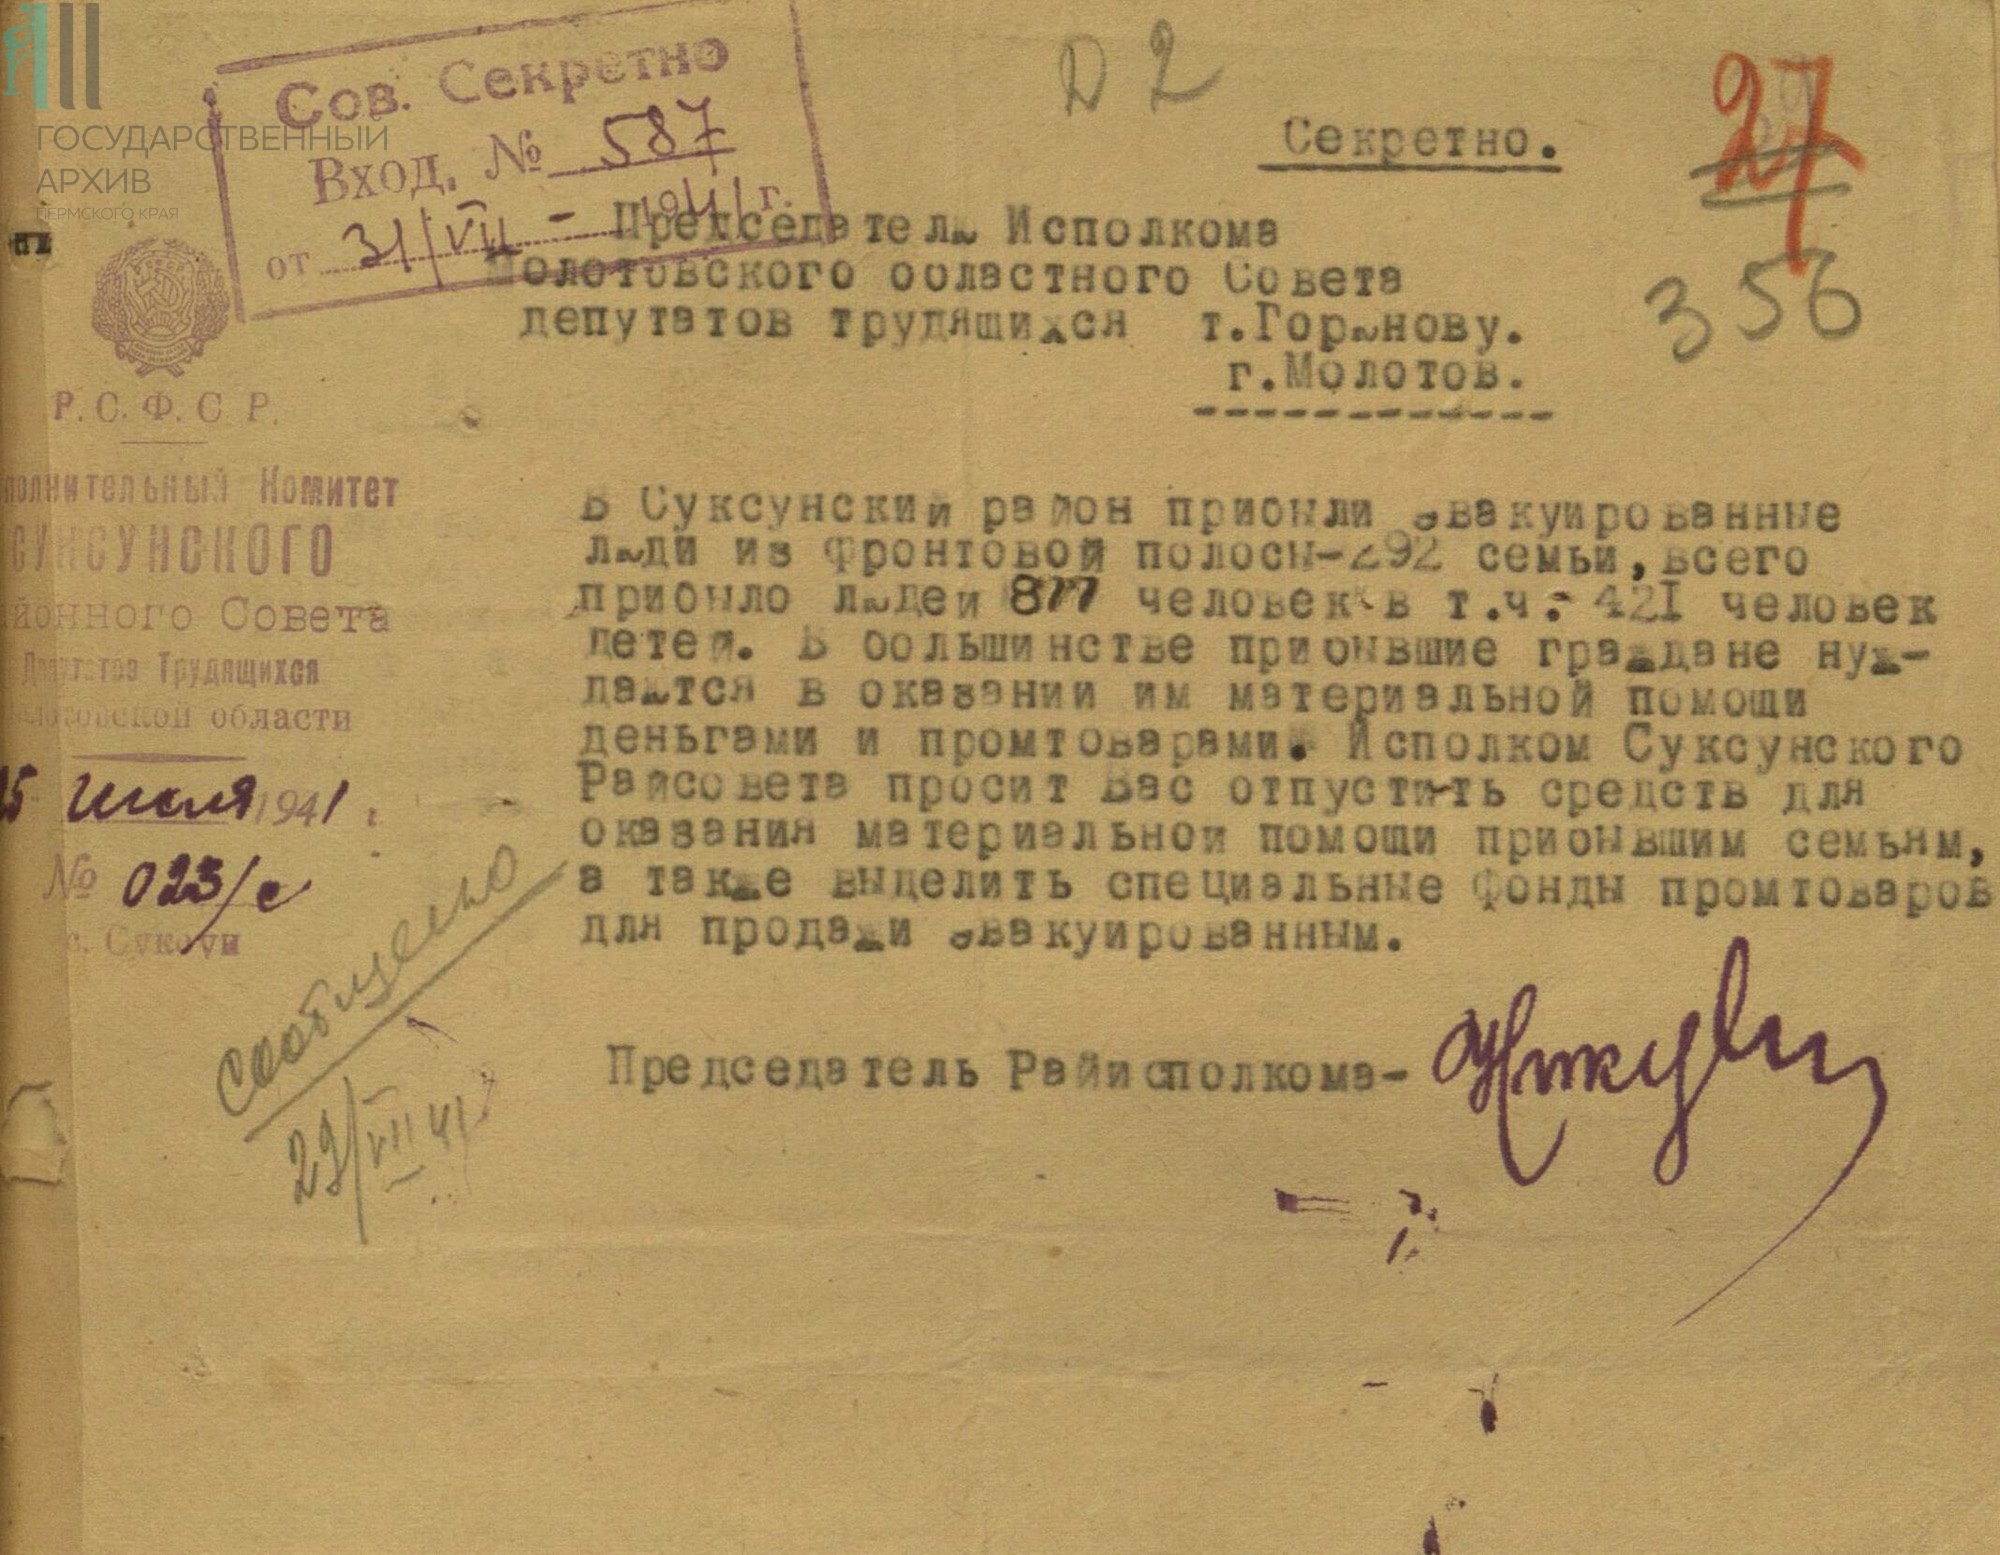 Сов. Секретно
Вход. № 587
от 31/VII - 1941 г.
ГОСУДАРСТВЕННЫЙ
АРХИВ
ПЕРМСКОГО КРАЯ
27
356
Секретно.
Председателю Исполкома
Молотовского областного Совета
депутатов трудящихся т.Горюнову.
г.Молотов.
Р.С.Ф.С Р.
полнительный Комитет
СУКСУНСКОГО
йонного Совета
Депутатов Трудящихся
лотовской области
15 июля 1941 г.
№ 023/с
с. Суксун
В Суксунский район прибыли эвакуированные
люди из фронтовой полосы-292 семьи,всего
прибыло людей 877 человек в т.ч.- 421 человек
детей. В большинстве прибывшие граждане нуж-
даются в оказании им материальной помощи
деньгами и промтоварами. Исполком Суксунского
Райсовета просит Вас отпустить средств для
оказания материальной помощи прибывшим семьям,
а также выделить специальные фонды промтоваров
для продажи эвакуированным.
Сообщено
29/VII 41
Председатель Райисполкома-